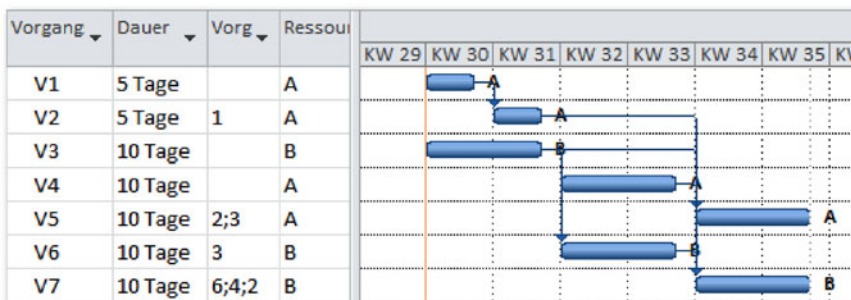 Vorgang Dauer Vorg Ressour
KW 29 KW 30 KW 31 KW 32 KW 33 KW 34 KW 35
V1 5 Tage A A
V2 5 Tage 1 A A
V3 10 Tage B B
V4 10 Tage A A
V5 10 Tage 2;3 A A
V6 10 Tage 3 B B
V7 10 Tage 6;4;2 B B